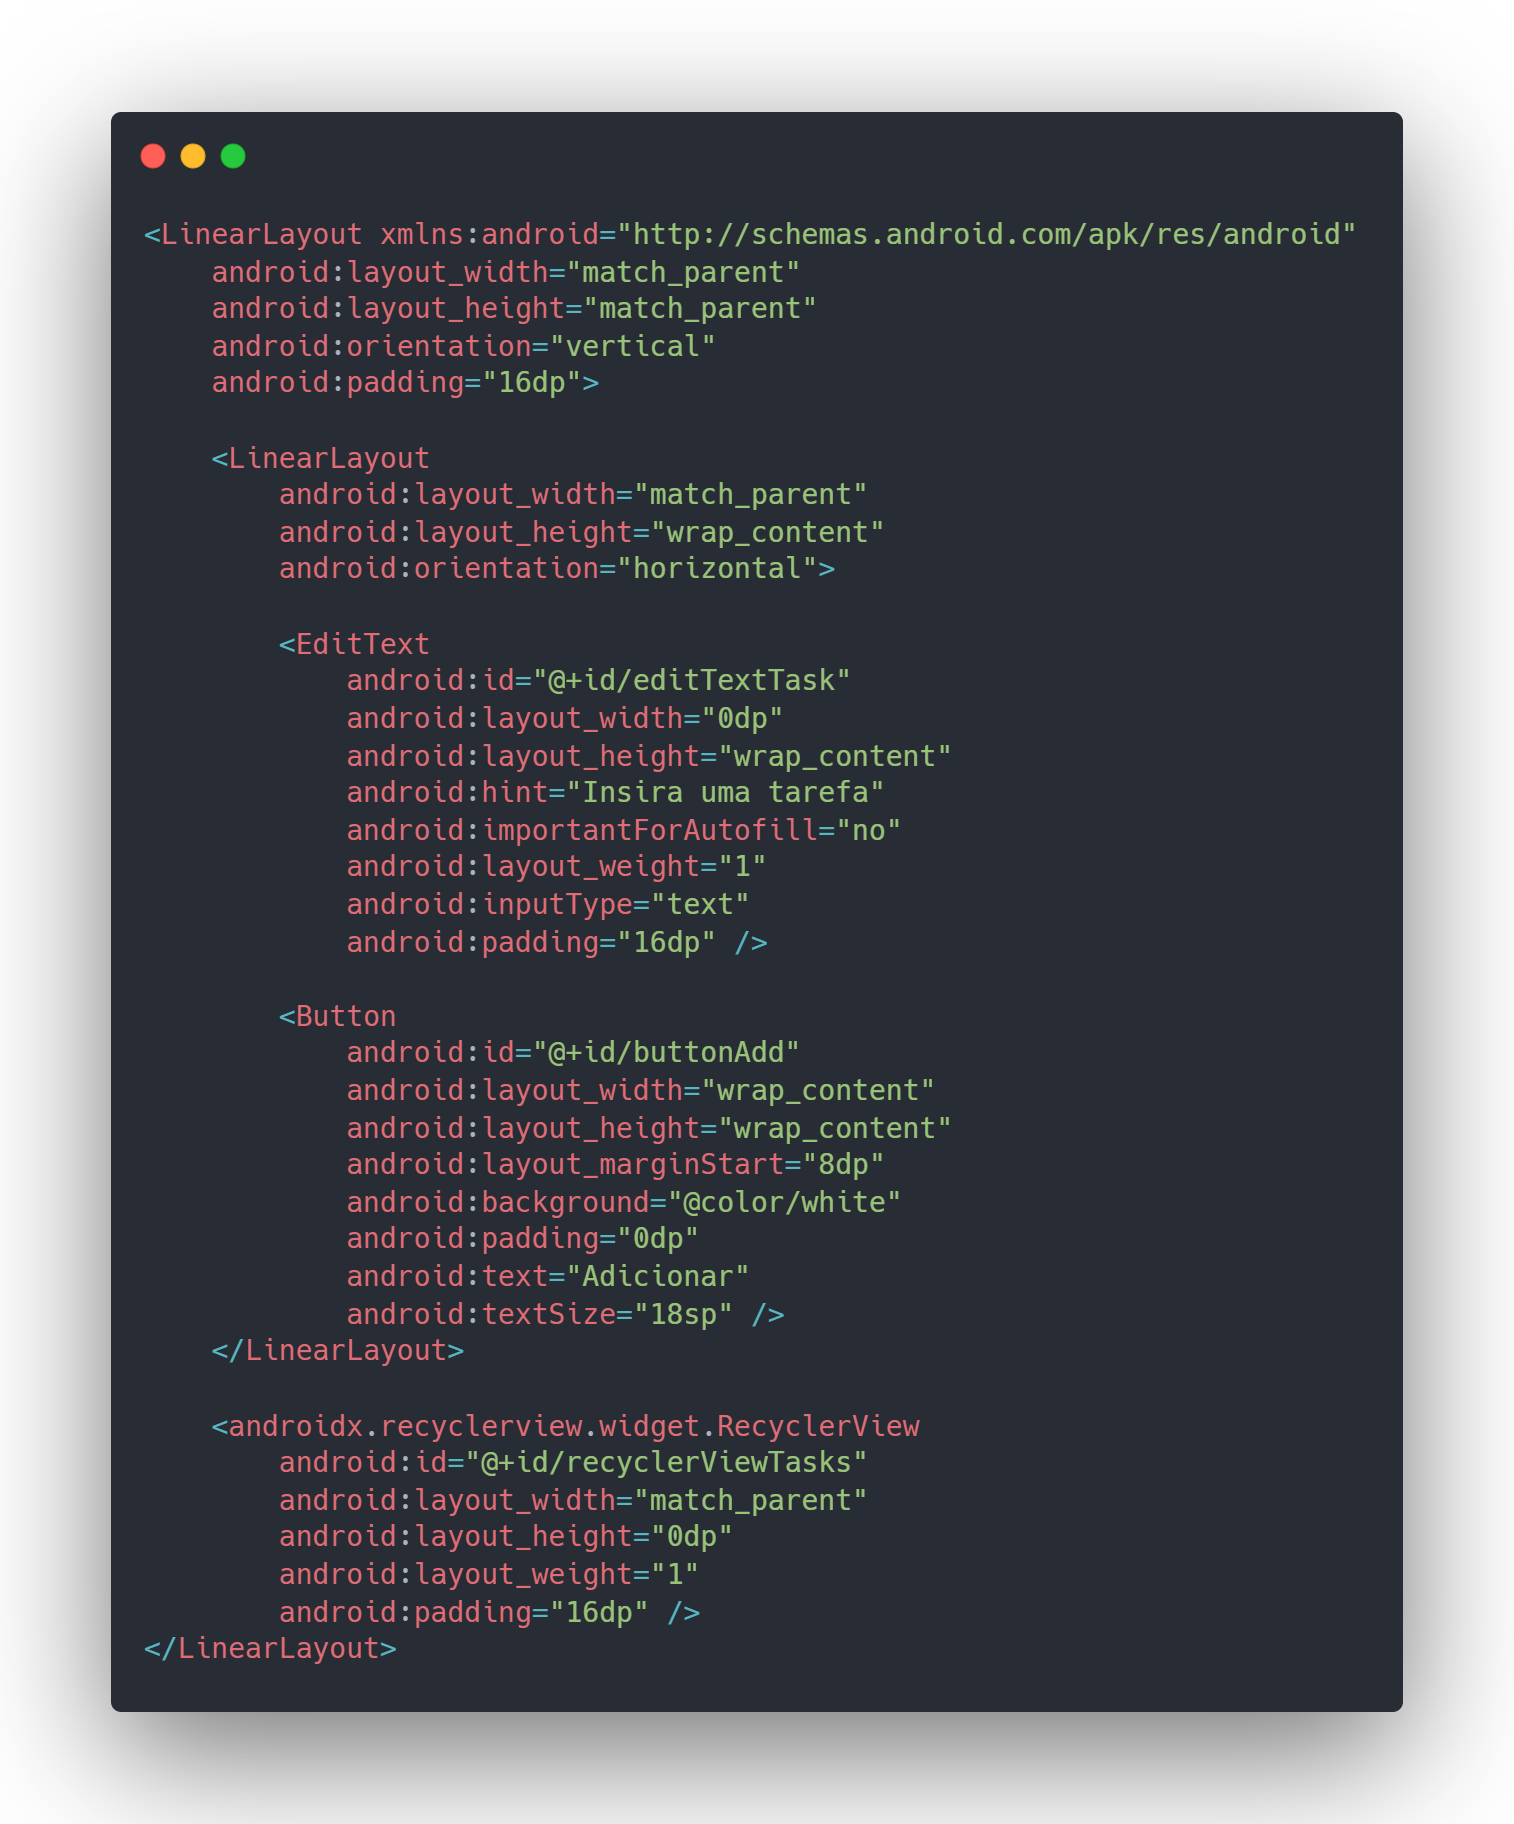 <LinearLayout xmlns:android="http://schemas.android.com/apk/res/android"
    android:layout_width="match_parent"
    android:layout_height="match_parent"
    android:orientation="vertical"
    android:padding="16dp">

    <LinearLayout
        android:layout_width="match_parent"
        android:layout_height="wrap_content"
        android:orientation="horizontal">

        <EditText
            android:id="@+id/editTextTask"
            android:layout_width="0dp"
            android:layout_height="wrap_content"
            android:hint="Insira uma tarefa"
            android:importantForAutofill="no"
            android:layout_weight="1"
            android:inputType="text"
            android:padding="16dp" />

        <Button
            android:id="@+id/buttonAdd"
            android:layout_width="wrap_content"
            android:layout_height="wrap_content"
            android:layout_marginStart="8dp"
            android:background="@color/white"
            android:padding="0dp"
            android:text="Adicionar"
            android:textSize="18sp" />
    </LinearLayout>

    <androidx.recyclerview.widget.RecyclerView
        android:id="@+id/recyclerViewTasks"
        android:layout_width="match_parent"
        android:layout_height="0dp"
        android:layout_weight="1"
        android:padding="16dp" />
</LinearLayout>